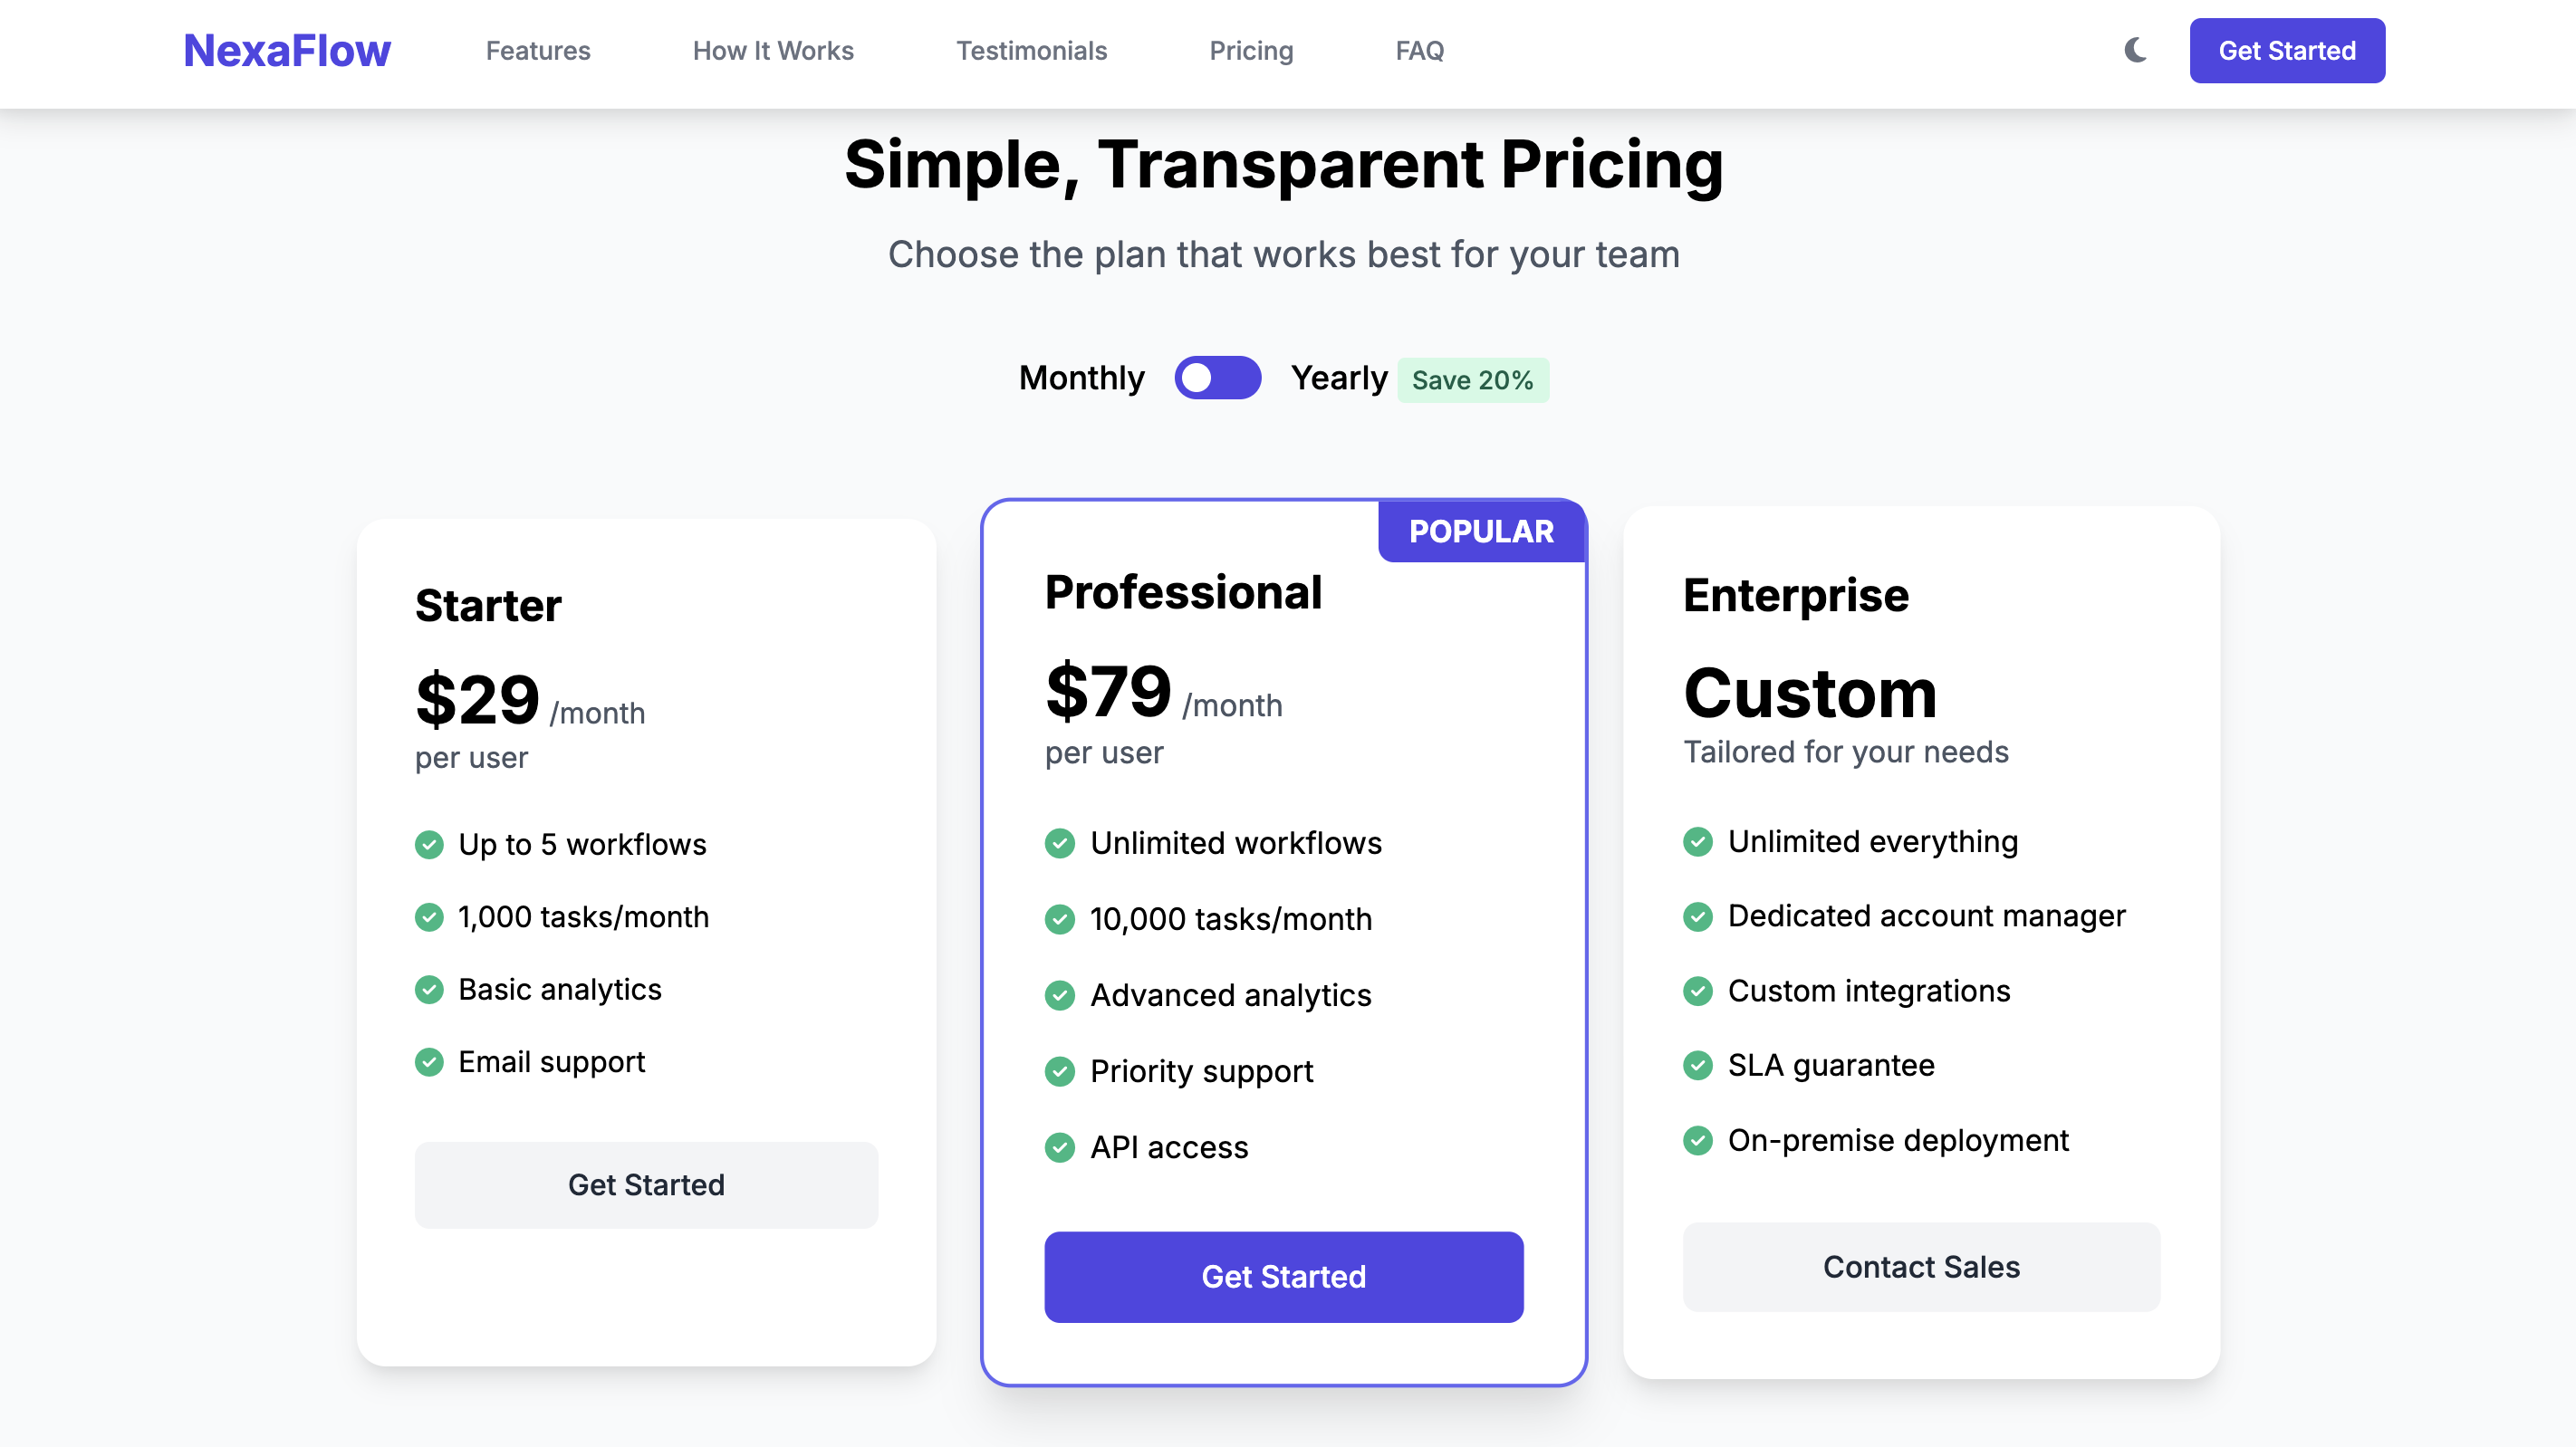 NexaFlow
Features
How It Works
Testimonials
Pricing
FAQ
Get Started
Simple, Transparent Pricing
Choose the plan that works best for your team
Monthly
Yearly
Save 20%
Starter
$29 /month
per user
Up to 5 workflows
1,000 tasks/month
Basic analytics
Email support
Get Started
POPULAR
Professional
$79 /month
per user
Unlimited workflows
10,000 tasks/month
Advanced analytics
Priority support
API access
Get Started
Enterprise
Custom
Tailored for your needs
Unlimited everything
Dedicated account manager
Custom integrations
SLA guarantee
On-premise deployment
Contact Sales